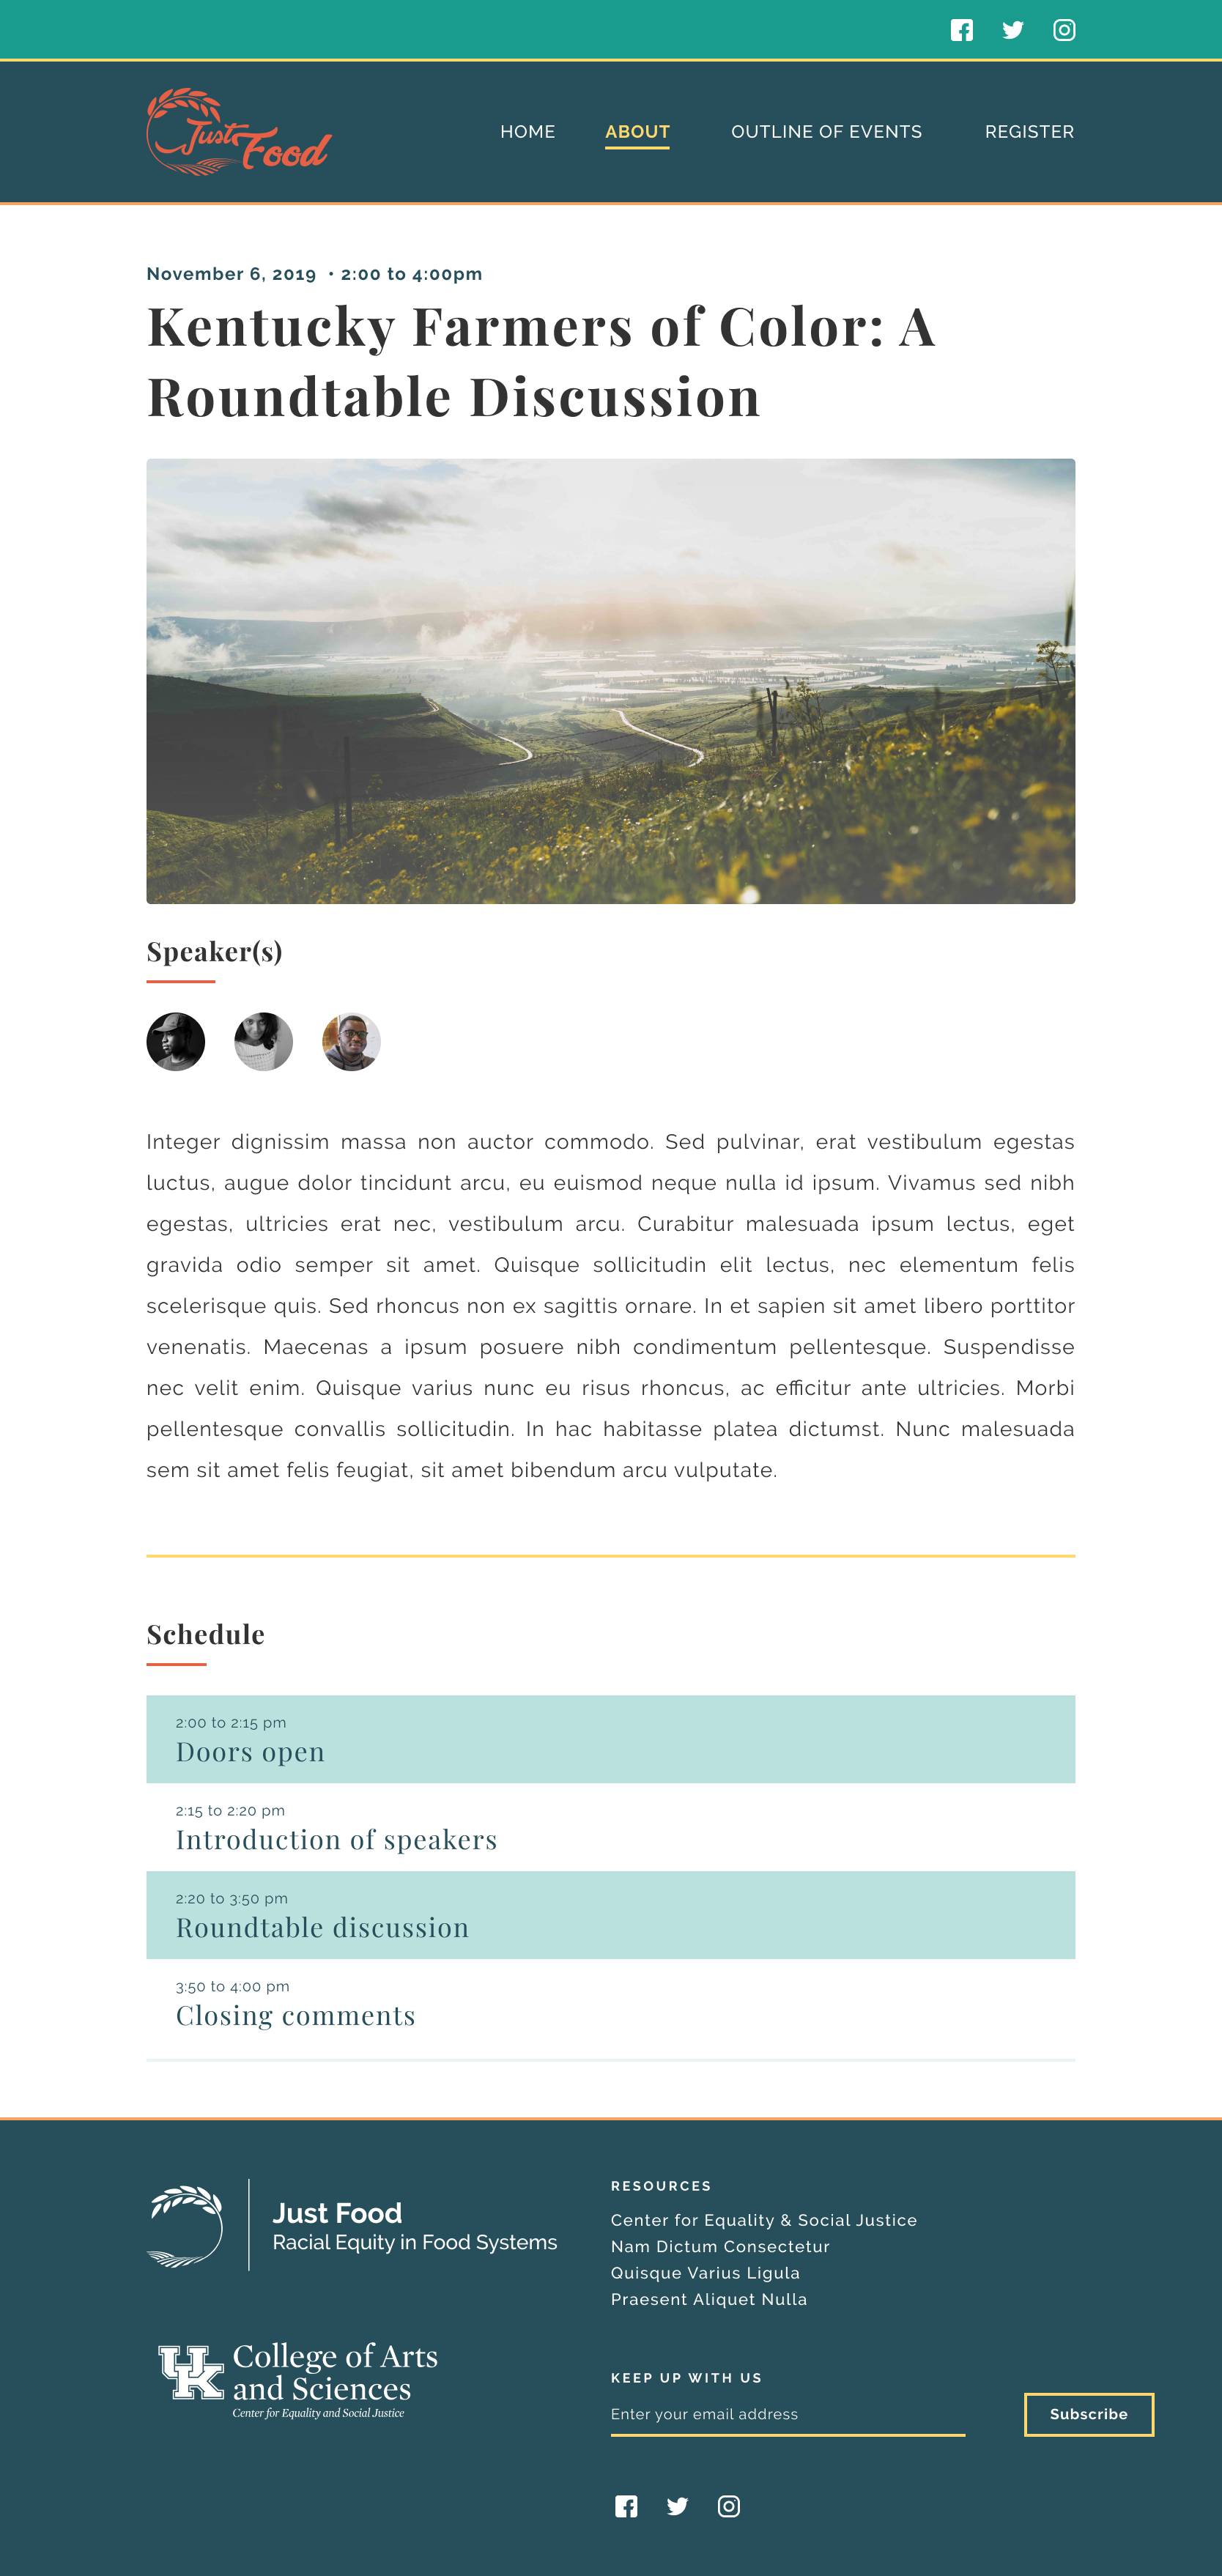 Just Food
HOME ABOUT OUTLINE OF EVENTS REGISTER
November 6, 2019 • 2:00 to 4:00pm
Kentucky Farmers of Color: A
Roundtable Discussion
Speaker(s)
Integer dignissim massa non auctor commodo. Sed pulvinar, erat vestibulum egestas
luctus, augue dolor tincidunt arcu, eu euismod neque nulla id ipsum. Vivamus sed nibh
egestas, ultricies erat nec, vestibulum arcu. Curabitur malesuada ipsum lectus, eget
gravida odio semper sit amet. Quisque sollicitudin elit lectus, nec elementum felis
scelerisque quis. Sed rhoncus non ex sagittis ornare. In et sapien sit amet libero porttitor
venenatis. Maecenas a ipsum posuere nibh condimentum pellentesque. Suspendisse
nec velit enim. Quisque varius nunc eu risus rhoncus, ac efficitur ante ultricies. Morbi
pellentesque convallis sollicitudin. In hac habitasse platea dictumst. Nunc malesuada
sem sit amet felis feugiat, sit amet bibendum arcu vulputate.
Schedule
2:00 to 2:15 pm
Doors open
2:15 to 2:20 pm
Introduction of speakers
2:20 to 3:50 pm
Roundtable discussion
3:50 to 4:00 pm
Closing comments
Just Food
Racial Equity in Food Systems
UK College of Arts
and Sciences
Center for Equality and Social Justice
RESOURCES
Center for Equality & Social Justice
Nam Dictum Consectetur
Quisque Varius Ligula
Praesent Aliquet Nulla
KEEP UP WITH US
Enter your email address
Subscribe